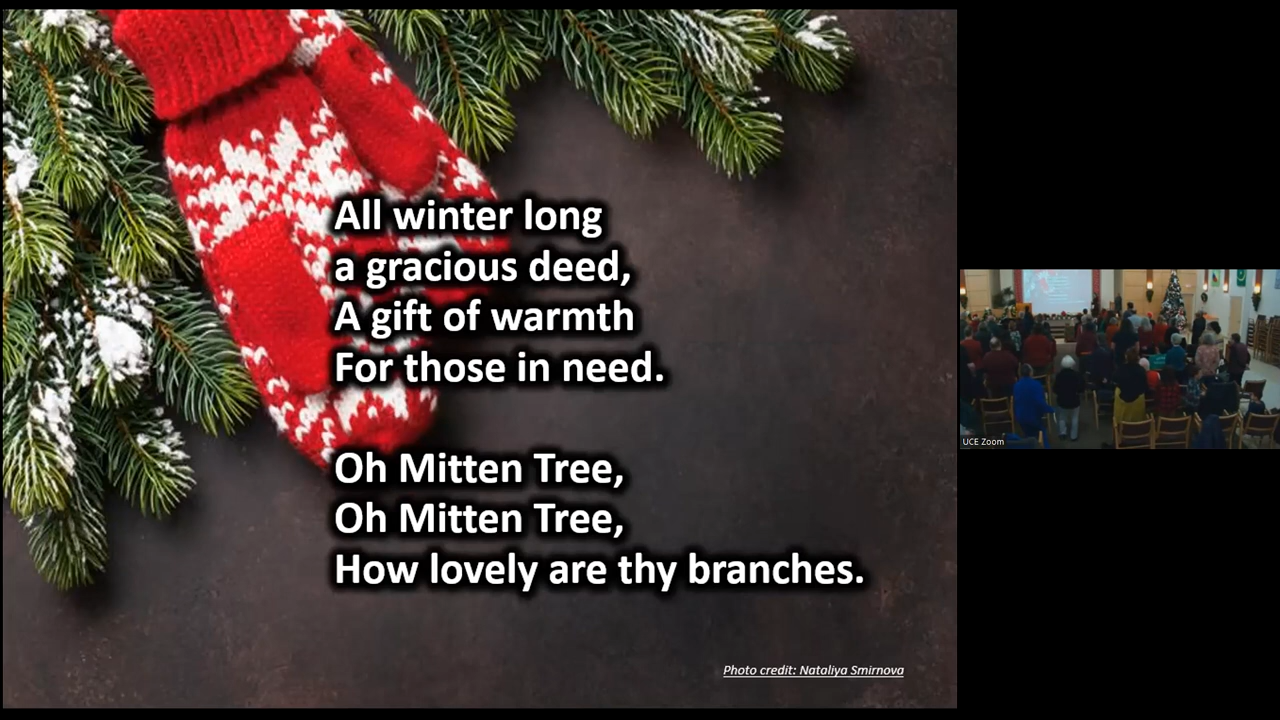 All winter long
a gracious deed,
A gift of warmth
For those in need.
Oh Mitten Tree,
Oh Mitten Tree,
How lovely are thy branches.
Photo credit: Nataliya Smirnova
UCE Zoom